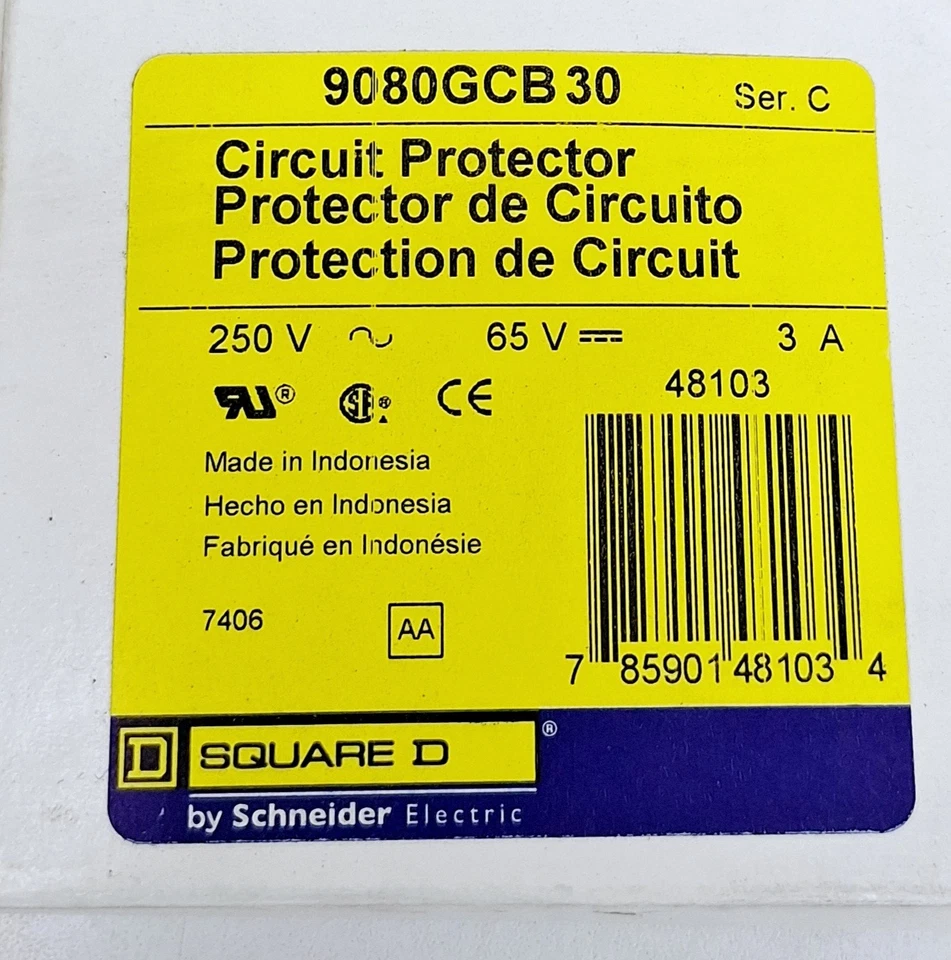 9080GCB30 Ser. C
Circuit Protector
Protector de Circuito
Protection de Circuit
250 V 65 V 3 A
48103
Made in Indonesia
Hecho en Indonesia
Fabriqué en Indonésie
7406 AA
7 85901 48103 4
D SQUARE D ®
by Schneider Electric